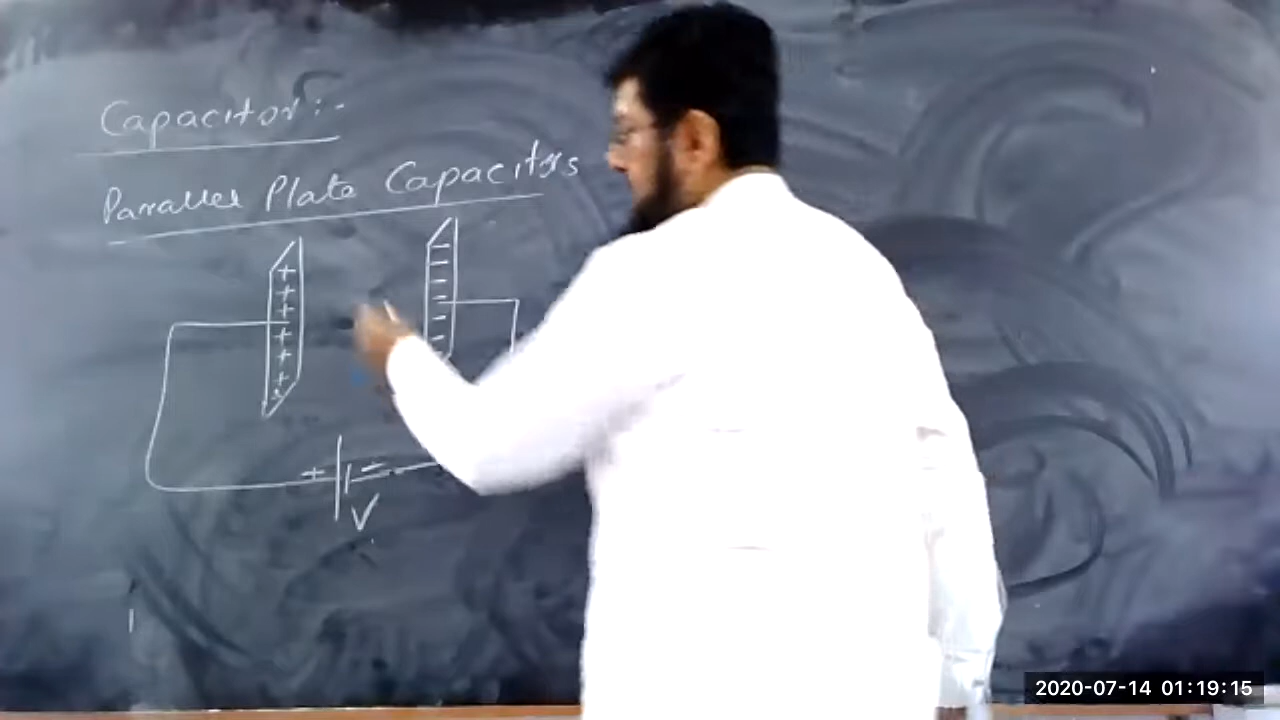 Capacitor:-
Parallel Plate Capacitors
+ -
+ -
+ -
+ -
+ -
+ -
+ -
V
2020-07-14 01:19:15